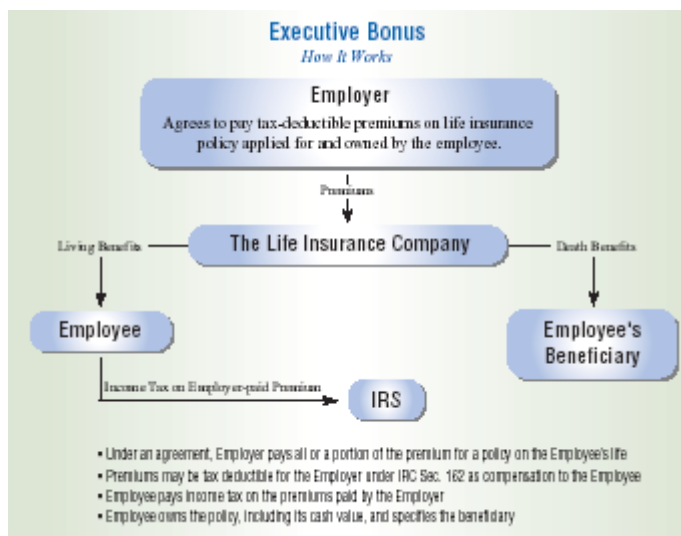 Executive Bonus
How It Works
Employer
Agrees to pay tax-deductible premiums on life insurance
policy applied for and owned by the employee.
Premiums
Living Benefits
The Life Insurance Company
Death Benefits
Employee
Employee's
Beneficiary
Income Tax on Employer-paid Premium
IRS
• Under an agreement, Employer pays all or a portion of the premium for a policy on the Employee's life
• Premiums may be tax deductible for the Employer under IRC Sec. 162 as compensation to the Employee
• Employee pays income tax on the premiums paid by the Employer
• Employee owns the policy, including its cash value, and specifies the beneficiary